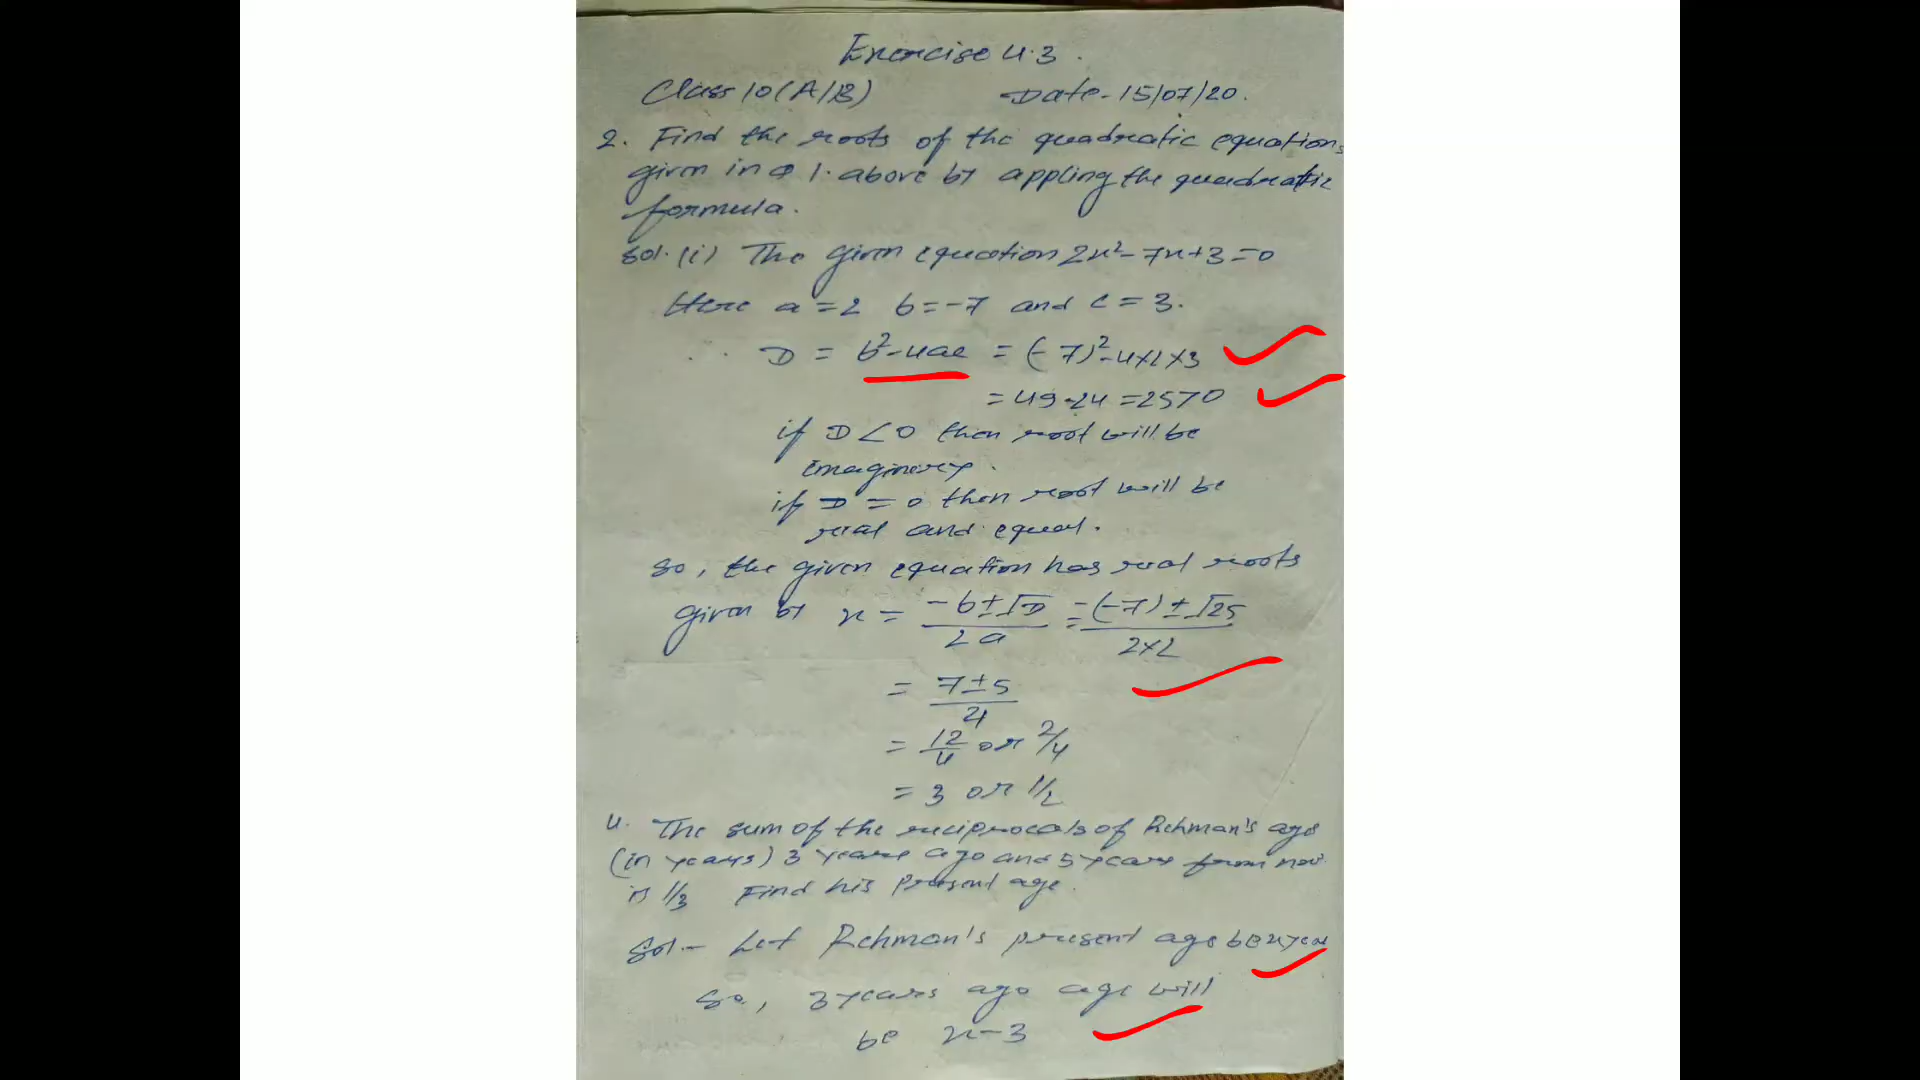 Exercise 4.3.
Class 10 (A/B) Date - 15/07/20.
2. Find the roots of the quadratic equations
given in Q 1. above by appling the quadratic
formula.
Sol. (i) The given equation 2x²-7x+3=0
Here a=2 b=-7 and c=3.
∴ D = b²-4ac = (-7)²-4×2×3
= 49-24 = 25>0
if D<0 then root will be
imaginery.
if D=0 then root will be
real and equal.
So, the given equation has real roots
given by x = -b±√D/2a = (-7)±√25/2×2
= 7±5/4
= 12/4 or 2/4
= 3 or 1/2
4. The sum of the reciprocals of Rehman's age
(in years) 3 years ago and 5 years from now
is 1/3 Find his present age.
Sol:- Let Rehman's present age be x year
So, 3 years ago age will
be x-3